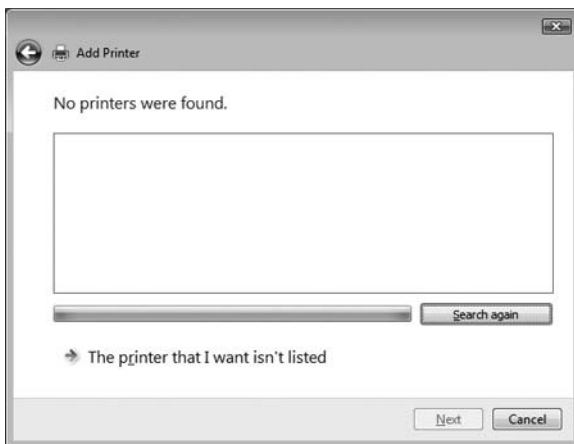 Add Printer
No printers were found.
Search again
The printer that I want isn't listed
Next
Cancel